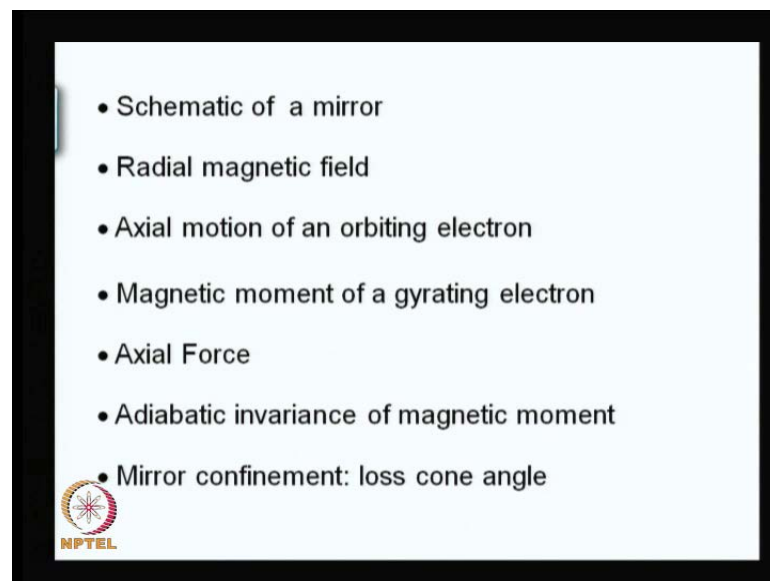 • Schematic of a mirror
• Radial magnetic field
• Axial motion of an orbiting electron
• Magnetic moment of a gyrating electron
• Axial Force
• Adiabatic invariance of magnetic moment
• Mirror confinement: loss cone angle
NPTEL